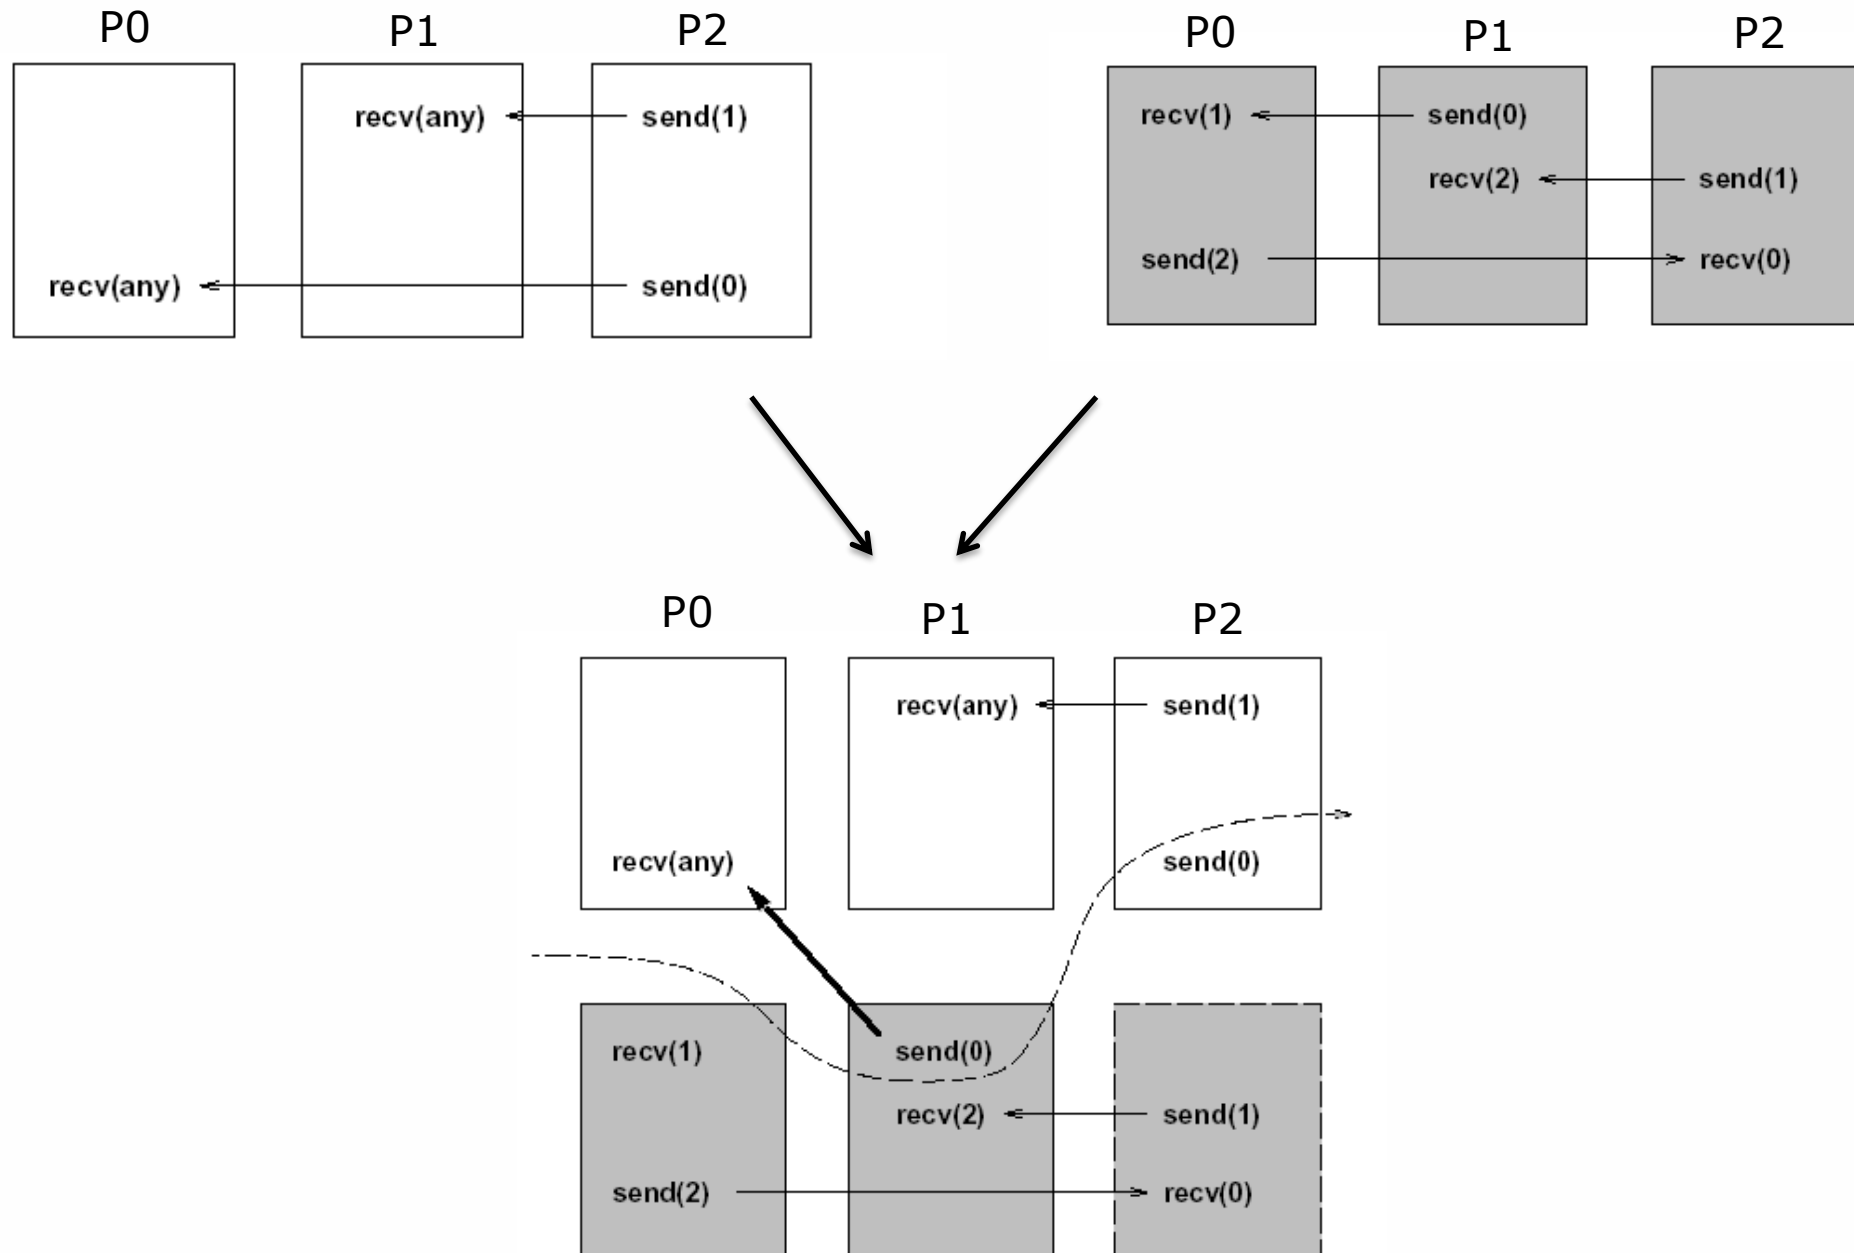 P0 P1 P2
recv(any) send(1)
recv(any) send(0)
P0 P1 P2
recv(1) send(0)
recv(2) send(1)
send(2) recv(0)
P0 P1 P2
recv(any) send(1)
recv(any) send(0)
recv(1) send(0)
recv(2) send(1)
send(2) recv(0)